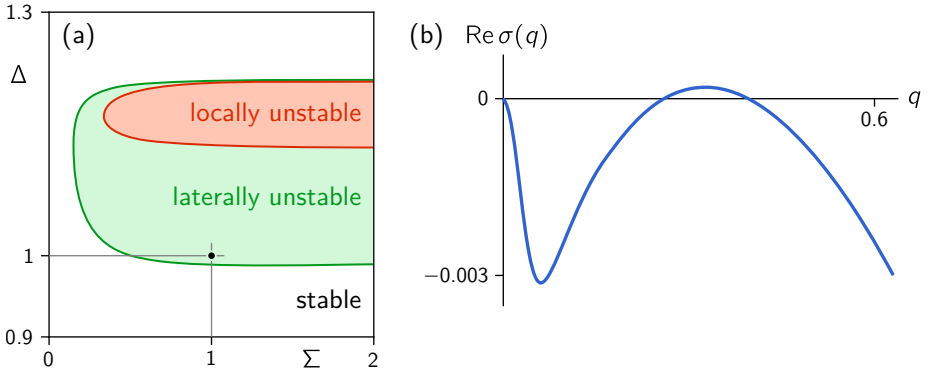 1.3
(a)
Δ
locally unstable
laterally unstable
1
stable
0.9
0
1
Σ
2
(b)
Re σ(q)
0
q
0.6
−0.003